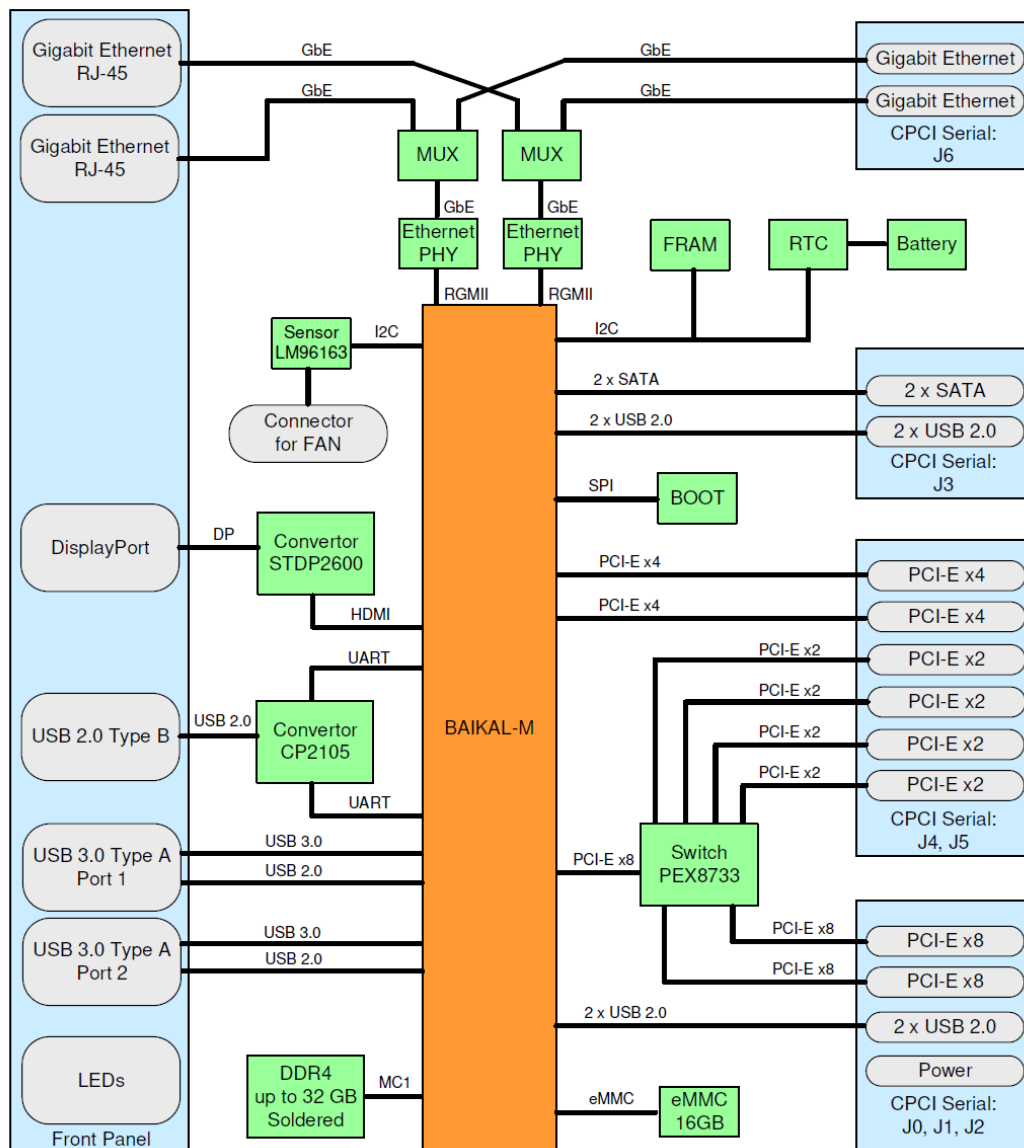 Gigabit Ethernet
RJ-45
GbE
GbE
Gigabit Ethernet
GbE
GbE
Gigabit Ethernet
Gigabit Ethernet
RJ-45
MUX
MUX
CPCI Serial:
J6
GbE
GbE
Ethernet
PHY
Ethernet
PHY
FRAM
RTC
Battery
RGMII
RGMII
Sensor
LM96163
I2C
I2C
Connector
for FAN
2 x SATA
2 x SATA
2 x USB 2.0
2 x USB 2.0
CPCI Serial:
J3
SPI
BOOT
DisplayPort
DP
Convertor
STDP2600
HDMI
PCI-E x4
PCI-E x4
PCI-E x4
PCI-E x4
PCI-E x2
PCI-E x2
PCI-E x2
PCI-E x2
PCI-E x2
PCI-E x2
PCI-E x2
PCI-E x2
CPCI Serial:
J4, J5
UART
USB 2.0 Type B
USB 2.0
Convertor
CP2105
UART
BAIKAL-M
USB 3.0 Type A
Port 1
USB 3.0
USB 2.0
PCI-E x8
Switch
PEX8733
USB 3.0 Type A
Port 2
USB 3.0
USB 2.0
PCI-E x8
PCI-E x8
PCI-E x8
PCI-E x8
2 x USB 2.0
2 x USB 2.0
Power
CPCI Serial:
J0, J1, J2
LEDs
Front Panel
DDR4
up to 32 GB
Soldered
MC1
eMMC
eMMC
16GB